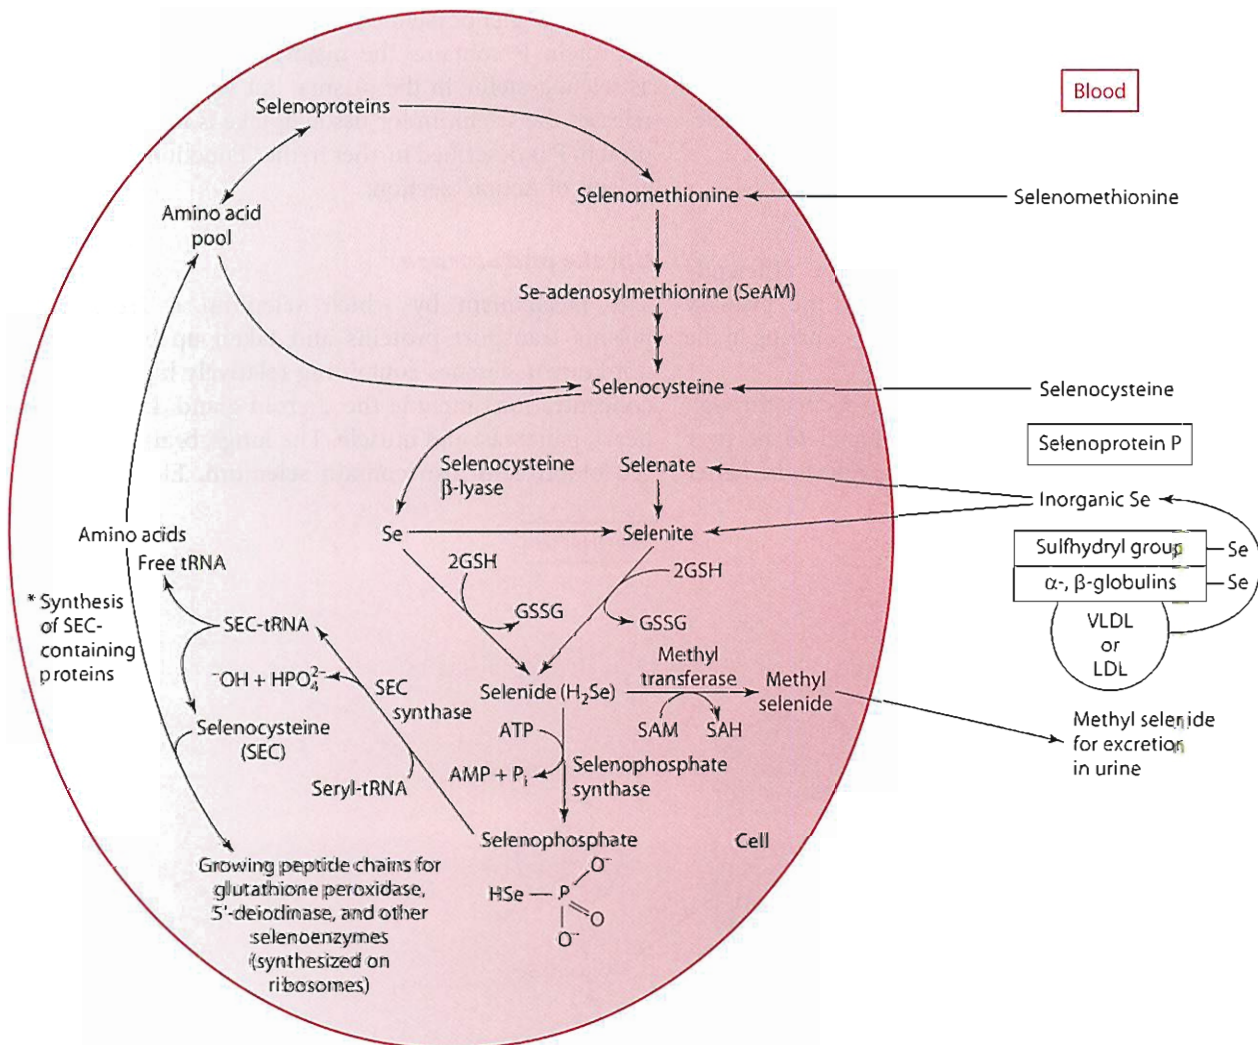 Blood
Selenoproteins
Selenomethionine
Selenomethionine
Amino acid
pool
Se-adenosylmethionine (SeAM)
Selenocysteine
Selenocysteine
Selenoprotein P
Selenocysteine
β-lyase
Selenate
Inorganic Se
Amino acids
Se
Selenite
Sulfhydryl group
Se
Free tRNA
2GSH
2GSH
α-, β-globulins
Se
* Synthesis
of SEC-
containing
proteins
GSSG
GSSG
SEC-tRNA
VLDL
or
LDL
⁻OH + HPO₄²⁻
SEC
synthase
Selenide (H₂Se)
Methyl
transferase
Methyl
selenide
SAM
SAH
Selenocysteine
(SEC)
ATP
AMP + Pᵢ
Selenophosphate
synthase
Methyl selenide
for excretion
in urine
Seryl-tRNA
Selenophosphate
Cell
O⁻
HSe
P
O
O⁻
Growing peptide chains for
glutathione peroxidase,
5'-deiodinase, and other
selenoenzymes
(synthesized on
ribosomes)